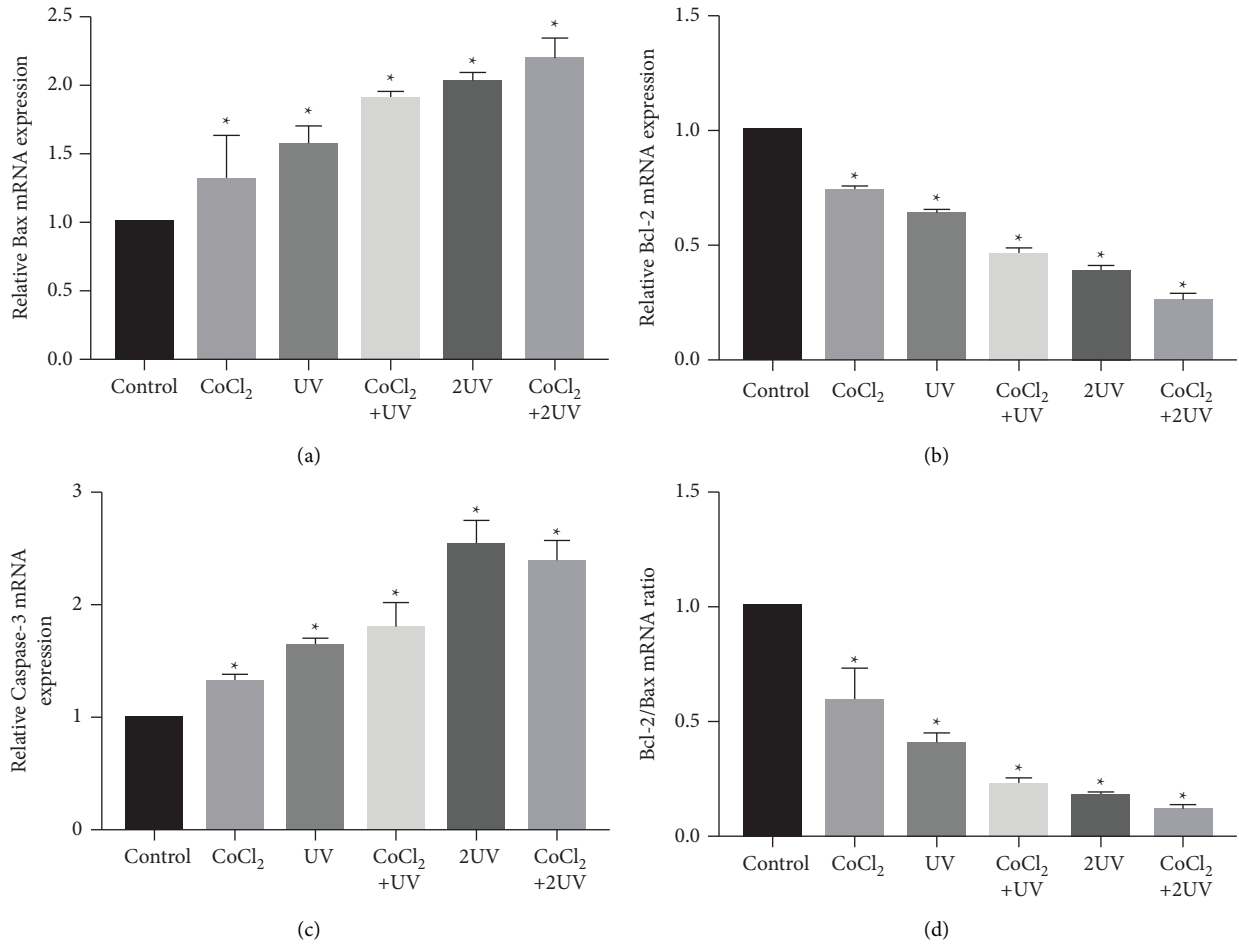 Relative Bax mRNA expression
2.5
2.0
1.5
1.0
0.5
0.0
*
*
*
*
*
Control CoCl₂ UV CoCl₂ 2UV CoCl₂
+UV +2UV
(a)
Relative Bcl-2 mRNA expression
1.5
1.0
0.5
0.0
*
*
*
*
*
Control CoCl₂ UV CoCl₂ 2UV CoCl₂
+UV +2UV
(b)
Relative Caspase-3 mRNA
expression
3
2
1
0
*
*
*
*
*
Control CoCl₂ UV CoCl₂ 2UV CoCl₂
+UV +2UV
(c)
Bcl-2/Bax mRNA ratio
1.5
1.0
0.5
0.0
*
*
*
*
*
Control CoCl₂ UV CoCl₂ 2UV CoCl₂
+UV +2UV
(d)